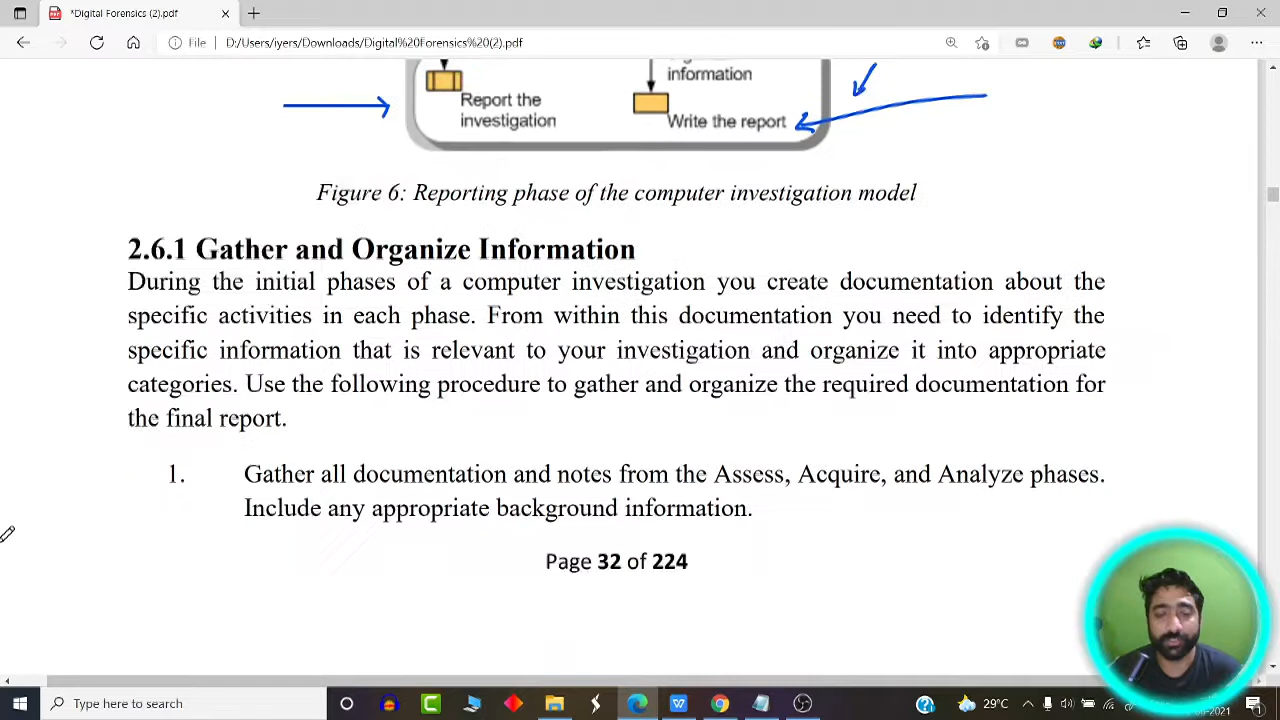 *Digital Forensics (2).pdf
File
D:/Users/iyers/Downloads/Digital%20Forensics%20(2).pdf
information
Report the
investigation
Write the report
Figure 6: Reporting phase of the computer investigation model
2.6.1 Gather and Organize Information
During the initial phases of a computer investigation you create documentation about the
specific activities in each phase. From within this documentation you need to identify the
specific information that is relevant to your investigation and organize it into appropriate
categories. Use the following procedure to gather and organize the required documentation for
the final report.
1. Gather all documentation and notes from the Assess, Acquire, and Analyze phases.
Include any appropriate background information.
Page 32 of 224
Type here to search
29°C